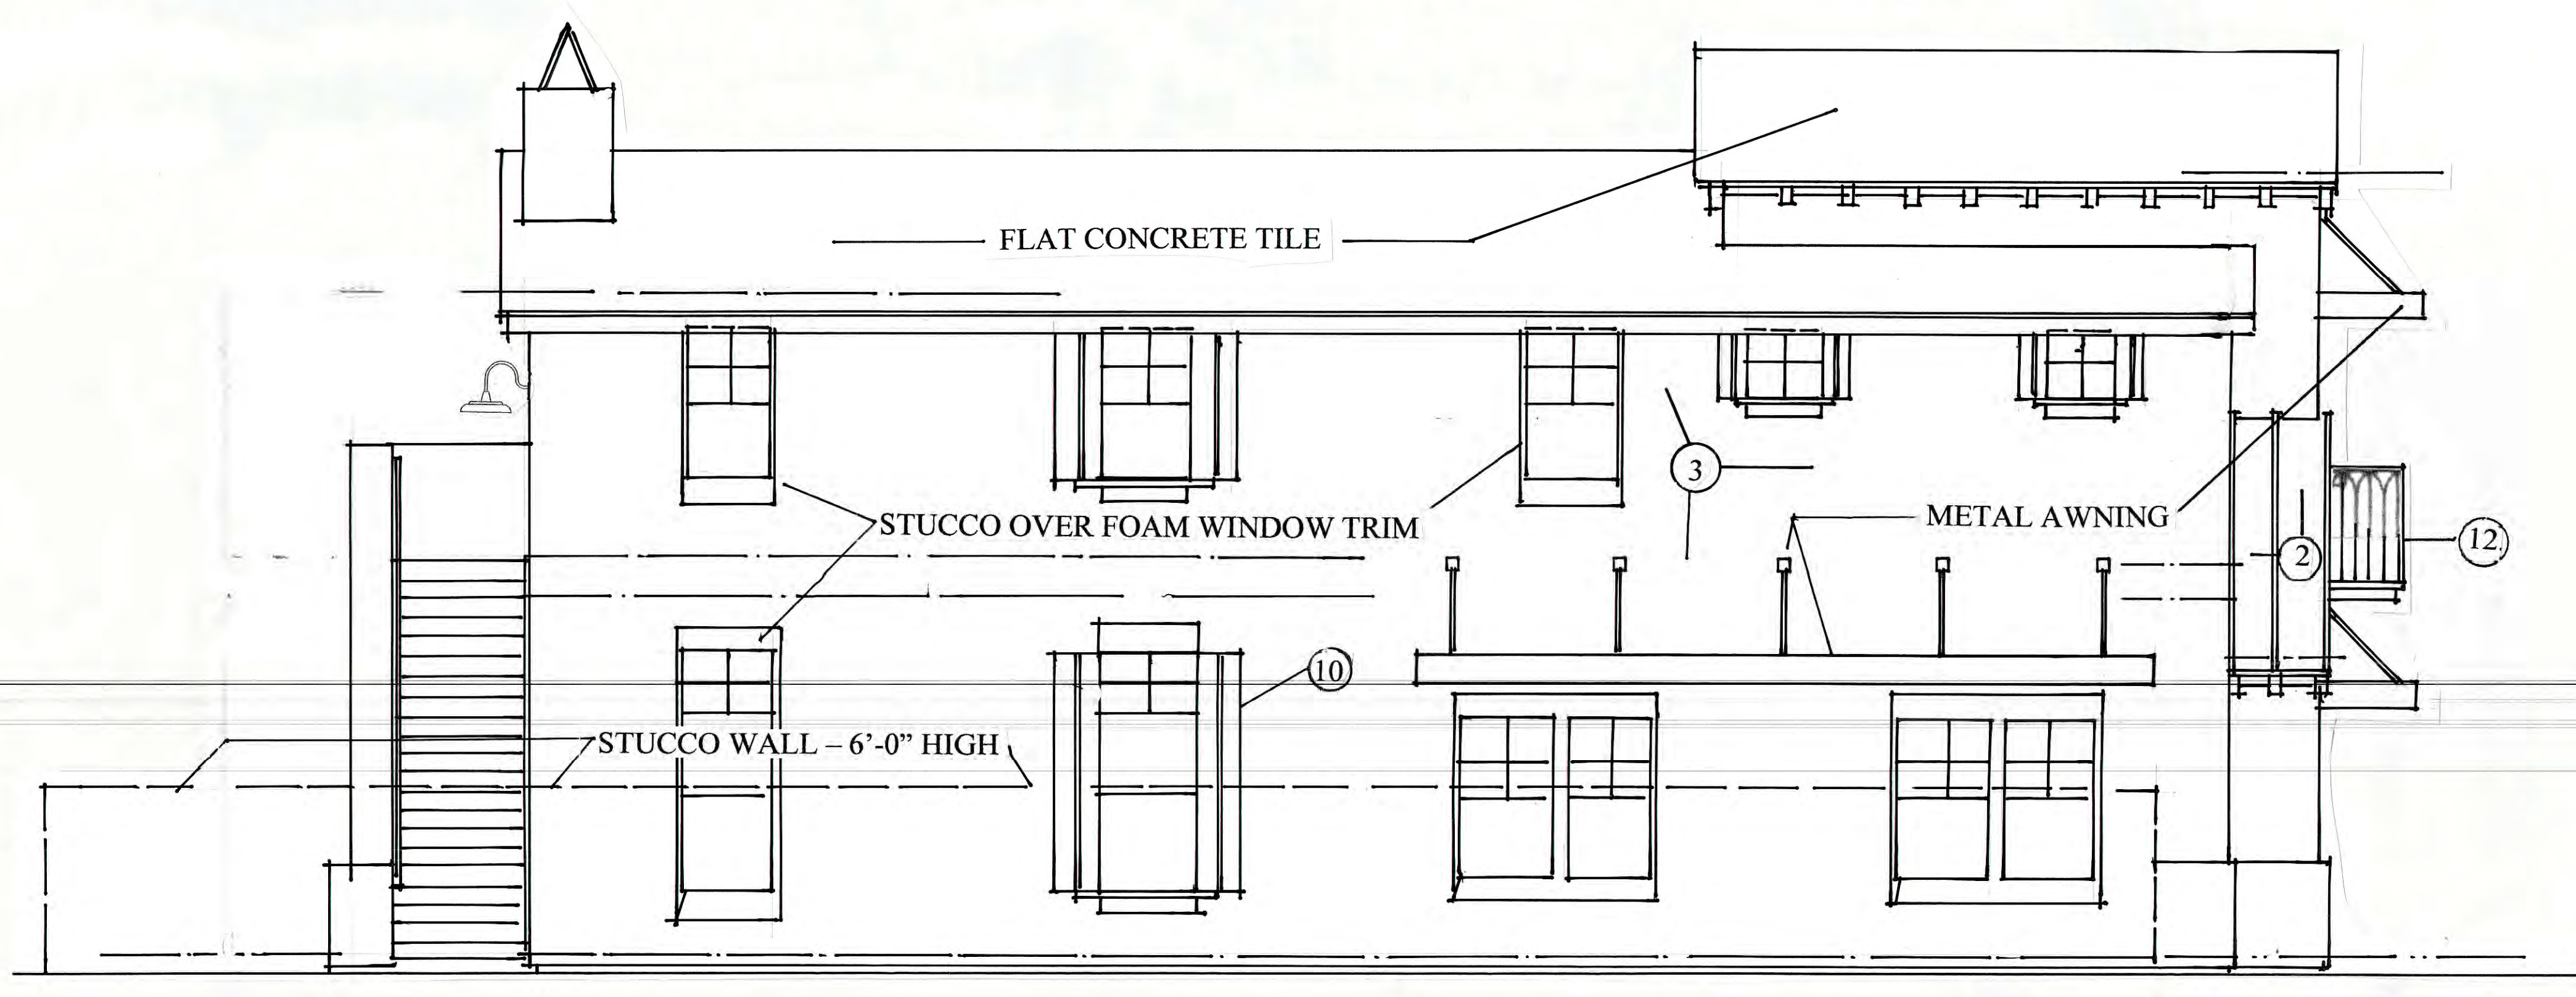 FLAT CONCRETE TILE
3
STUCCO OVER FOAM WINDOW TRIM
METAL AWNING
12
2
10
STUCCO WALL – 6’-0” HIGH